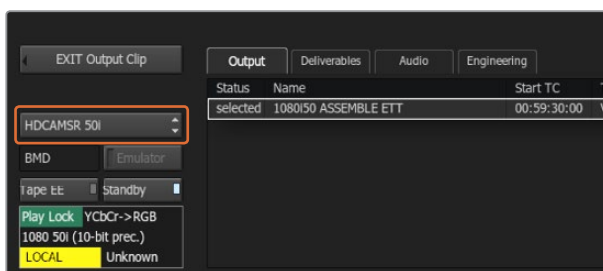 EXIT Output Clip
Output Deliverables Audio Engineering
Status Name Start TC
selected 1080i50 ASSEMBLE ETT 00:59:30:00
HDCAMSR 50i
BMD Emulator
Tape EE Standby
Play Lock YCbCr->RGB
1080 50i (10-bit prec.)
LOCAL Unknown